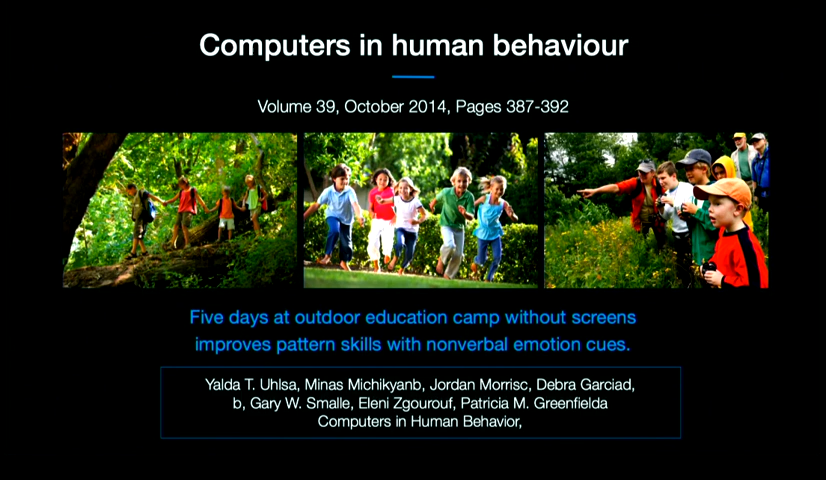 Computers in human behaviour
Volume 39, October 2014, Pages 387-392
Five days at outdoor education camp without screens
improves pattern skills with nonverbal emotion cues.
Yalda T. Uhlsa, Minas Michikyanb, Jordan Morrisc, Debra Garciad,
b, Gary W. Smalle, Eleni Zgourouf, Patricia M. Greenfielda
Computers in Human Behavior,